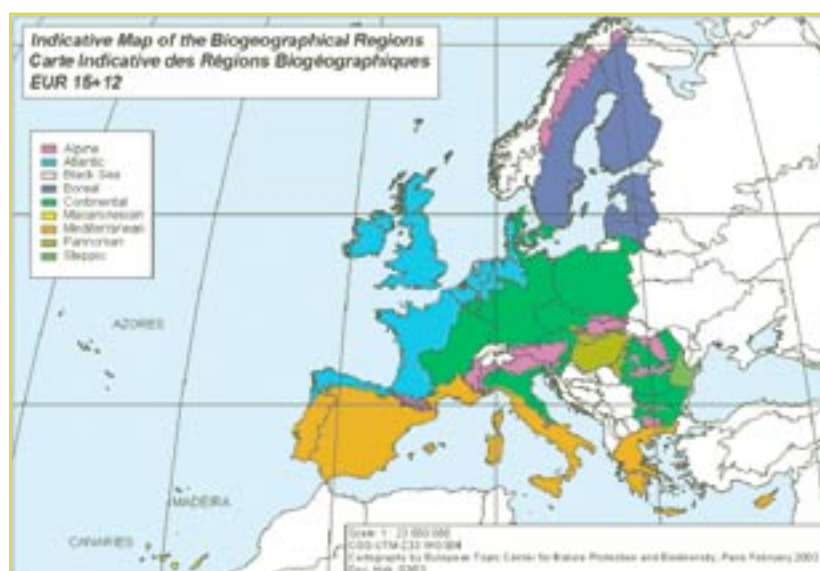 Indicative Map of the Biogeographical Regions
Carte Indicative des Régions Biogéographiques
EUR 15+12
Alpine
Atlantic
Black Sea
Boreal
Continental
Macaronesian
Mediterranean
Pannonian
Steppic
AZORES
MADEIRA
CANARIES
Scale 1 :
Cartography by European Topic Center for Nature Protection and Biodiversity, Paris February 2003